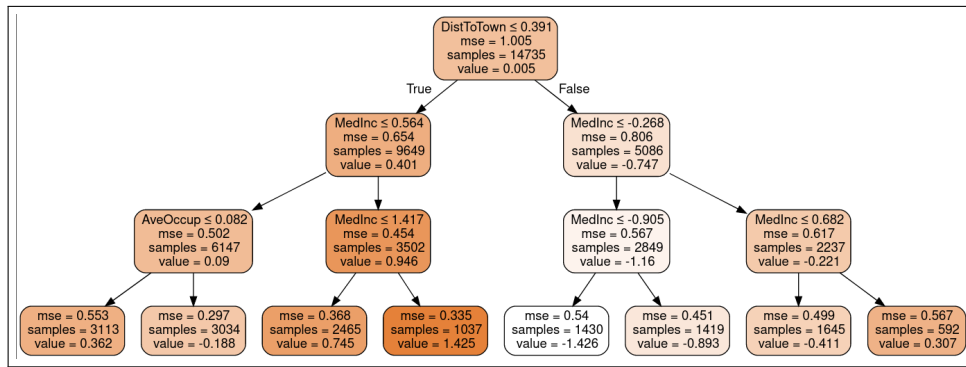 DistToTown ≤ 0.391
mse = 1.005
samples = 14735
value = 0.005
True
False
MedInc ≤ 0.564
mse = 0.654
samples = 9649
value = 0.401
MedInc ≤ -0.268
mse = 0.806
samples = 5086
value = -0.747
AveOccup ≤ 0.082
mse = 0.502
samples = 6147
value = 0.09
MedInc ≤ 1.417
mse = 0.454
samples = 3502
value = 0.946
MedInc ≤ -0.905
mse = 0.567
samples = 2849
value = -1.16
MedInc ≤ 0.682
mse = 0.617
samples = 2237
value = -0.221
mse = 0.553
samples = 3113
value = 0.362
mse = 0.297
samples = 3034
value = -0.188
mse = 0.368
samples = 2465
value = 0.745
mse = 0.335
samples = 1037
value = 1.425
mse = 0.54
samples = 1430
value = -1.426
mse = 0.451
samples = 1419
value = -0.893
mse = 0.499
samples = 1645
value = -0.411
mse = 0.567
samples = 592
value = 0.307